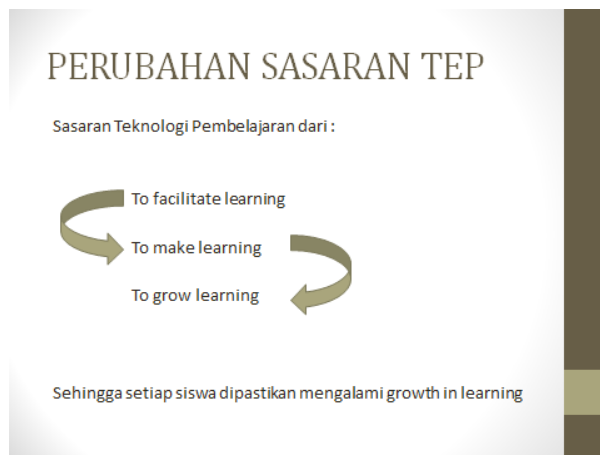 PERUBAHAN SASARAN TEP
Sasaran Teknologi Pembelajaran dari :
To facilitate learning
To make learning
To grow learning
Sehingga setiap siswa dipastikan mengalami growth in learning